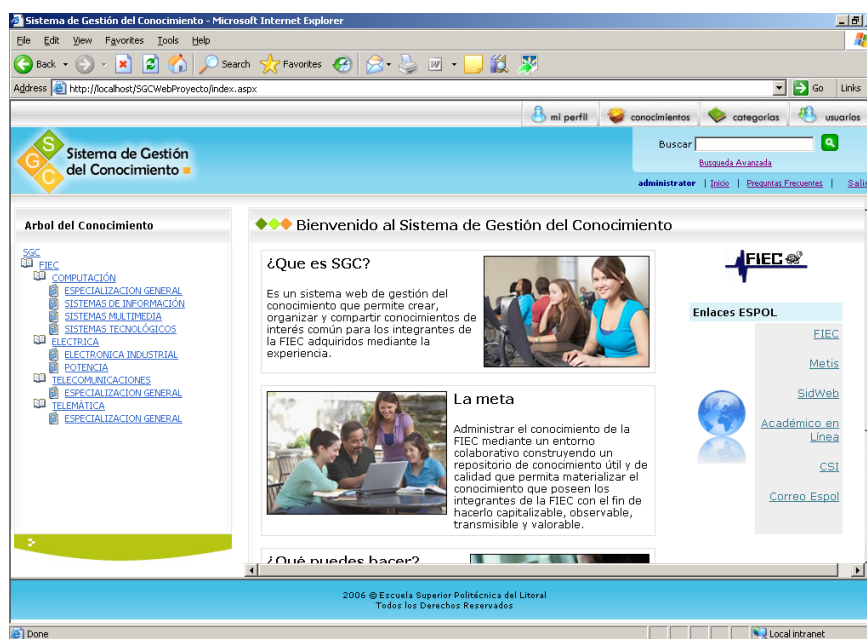 Sistema de Gestión del Conocimiento - Microsoft Internet Explorer
File Edit View Favorites Tools Help
Back Search Favorites
Address http://localhost/SGCWebProyecto/index.aspx Go Links
mi perfil conocimientos categorías usuarios
SGC
Sistema de Gestión
del Conocimiento
Buscar
Busqueda Avanzada
administrator | Inicio | Preguntas Frecuentes | Salir
Arbol del Conocimiento
SGC
FIEC
COMPUTACIÓN
ESPECIALIZACION GENERAL
SISTEMAS DE INFORMACIÓN
SISTEMAS MULTIMEDIA
SISTEMAS TECNOLÓGICOS
ELECTRICA
ELECTRONICA INDUSTRIAL
POTENCIA
TELECOMUNICACIONES
ESPECIALIZACION GENERAL
TELEMÁTICA
ESPECIALIZACION GENERAL
Bienvenido al Sistema de Gestión del Conocimiento
¿Que es SGC?
Es un sistema web de gestión del
conocimiento que permite crear,
organizar y compartir conocimientos de
interés común para los integrantes de
la FIEC adquiridos mediante la
experiencia.
La meta
Administrar el conocimiento de la
FIEC mediante un entorno
colaborativo construyendo un
repositorio de conocimiento útil y de
calidad que permita materializar el
conocimiento que poseen los
integrantes de la FIEC con el fin de
hacerlo capitalizable, observable,
transmisible y valorable.
¿Qué puedes hacer?
FIEC
Enlaces ESPOL
FIEC
Metis
SidWeb
Académico en
Línea
CSI
Correo Espol
2006 © Escuela Superior Politécnica del Litoral
Todos los Derechos Reservados
Done Local intranet